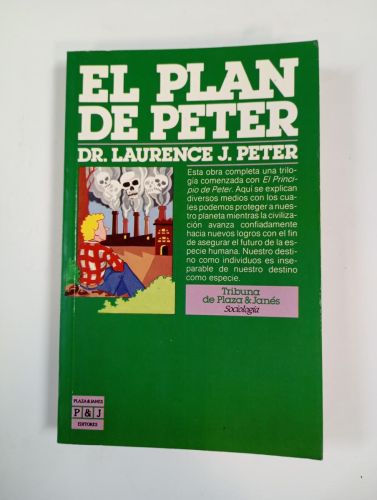 EL PLAN
DE PETER
DR. LAURENCE J. PETER
Esta obra completa una trilo-
gía comenzada con El Princi-
pio de Peter. Aquí se explican
diversos medios con los cua-
les podemos proteger a nues-
tro planeta mientras la civiliza-
ción avanza confiadamente
hacia nuevos logros con el fin
de asegurar el futuro de la es-
pecie humana. Nuestro desti-
no como individuos es inse-
parable de nuestro destino
como especie.
Tribuna
de Plaza & Janés
Sociología
PLAZA & JANES
P & J
EDITORES